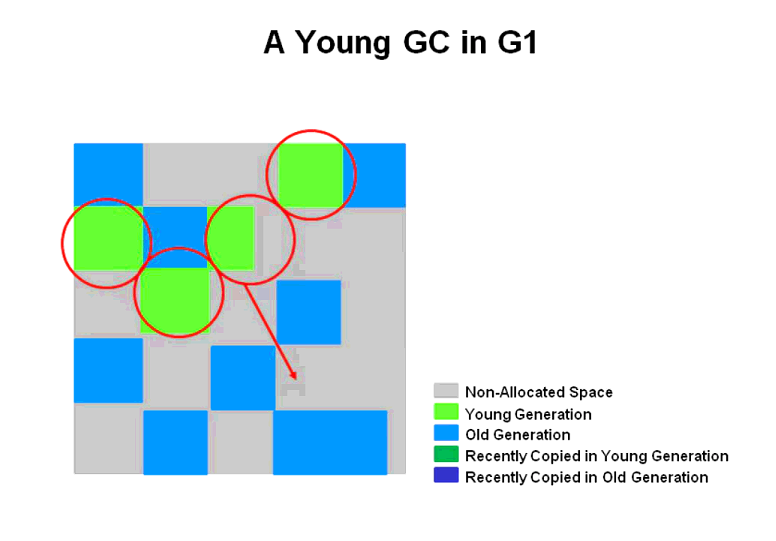 A Young GC in G1
Non-Allocated Space
Young Generation
Old Generation
Recently Copied in Young Generation
Recently Copied in Old Generation